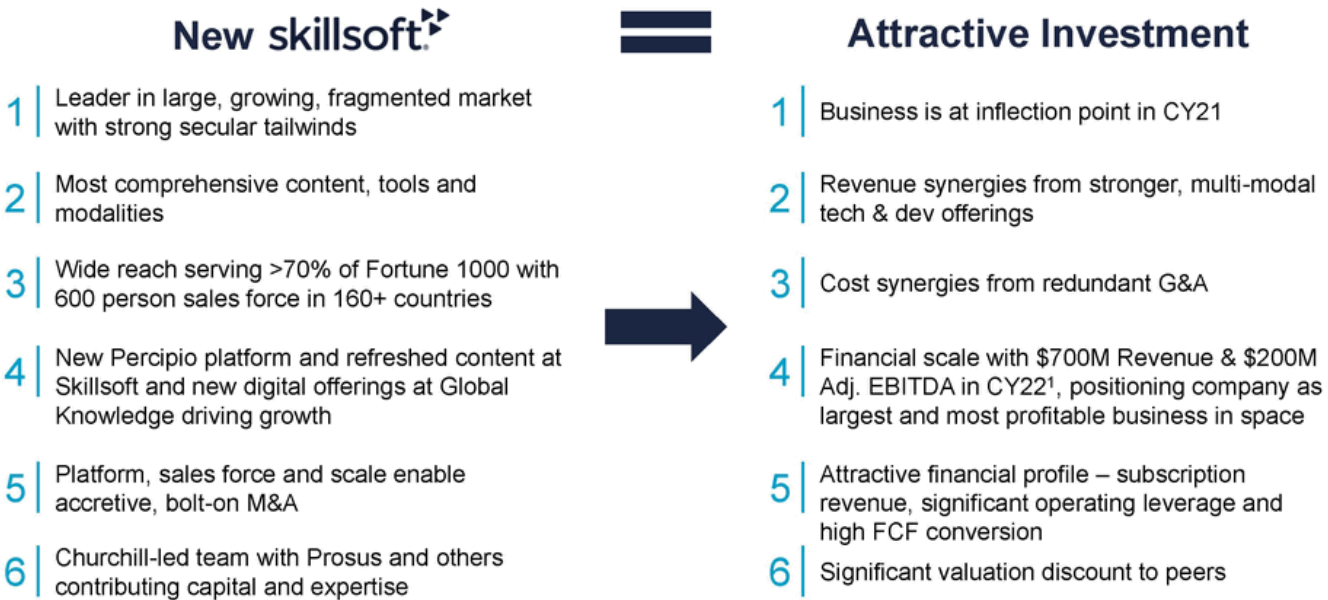 New skillsoft
Attractive Investment
1
Leader in large, growing, fragmented market
with strong secular tailwinds
2
Most comprehensive content, tools and
modalities
3
Wide reach serving >70% of Fortune 1000 with
600 person sales force in 160+ countries
4
New Percipio platform and refreshed content at
Skillsoft and new digital offerings at Global
Knowledge driving growth
5
Platform, sales force and scale enable
accretive, bolt-on M&A
6
Churchill-led team with Prosus and others
contributing capital and expertise
1
Business is at inflection point in CY21
2
Revenue synergies from stronger, multi-modal
tech & dev offerings
3
Cost synergies from redundant G&A
4
Financial scale with $700M Revenue & $200M
Adj. EBITDA in CY22¹, positioning company as
largest and most profitable business in space
5
Attractive financial profile – subscription
revenue, significant operating leverage and
high FCF conversion
6
Significant valuation discount to peers